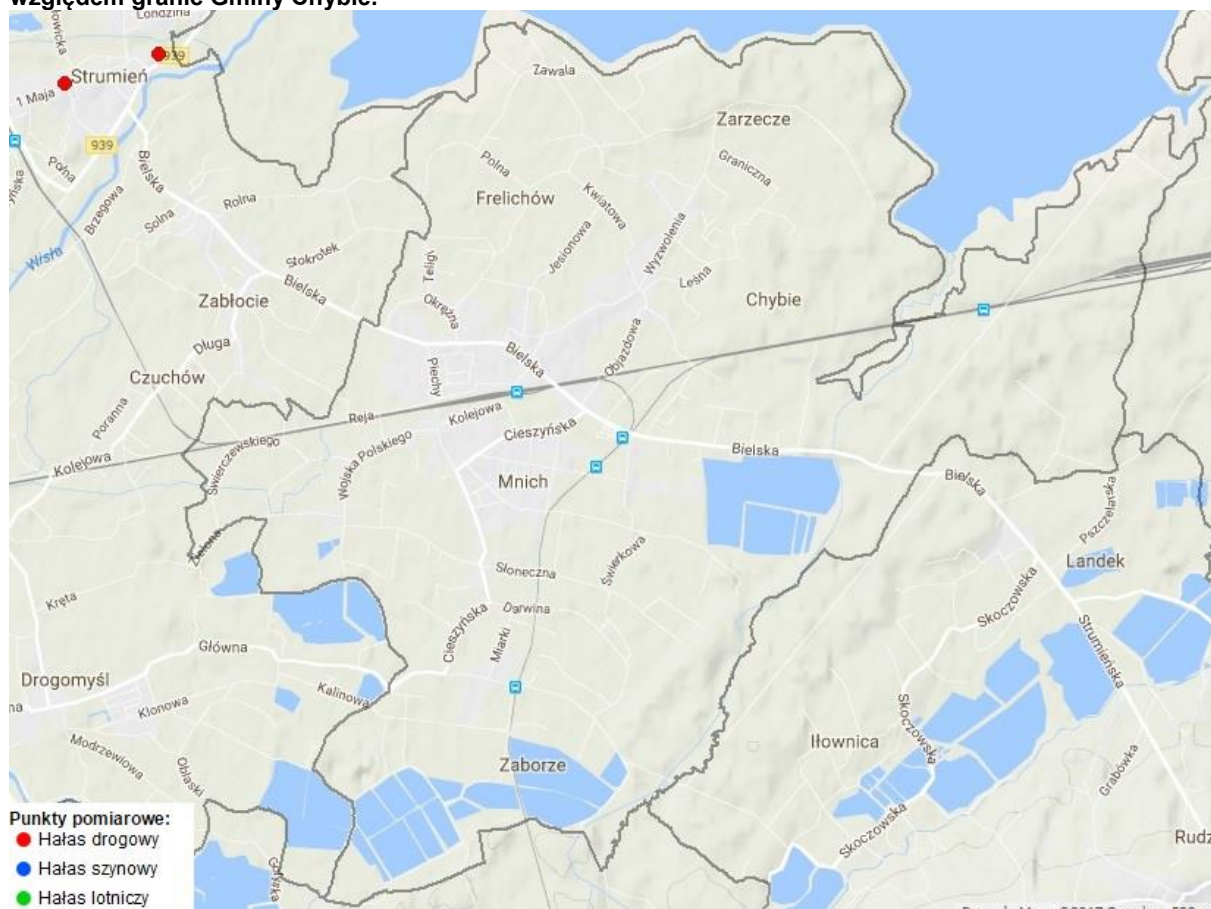 względem granic Gminy Chybie.
Londzina
Strumień
939
1 Maja
939
Zawala
Zarzecze
Polna
Bielska
Polna
Graniczna
Frelichów
Kwiatowa
Brzegowa
Solna
Rolna
Jesionowa
Wyzwolenia
Wisła
Stokrotek
Teligi
Leśna
Zabłocie
Bielska
Okrężna
Chybie
Objazdowa
Długa
Bielska
Czuchów
Piechy
Poranna
Reja
Kolejowa
Cieszyńska
Świerczewskiego
Wojska Polskiego
Kolejowa
Bielska
Mnich
Bielska
Pszczelarska
Zielona
Świerkowa
Landek
Słoneczna
Kręta
Skoczowska
Darwina
Cieszyńska
Miarki
Strumieńska
Główna
Drogomyśl
Kalinowa
Klonowa
Skoczowska
Iłownica
Modrzewiowa
Zaborze
Grabówka
Punkty pomiarowe:
Hałas drogowy
Hałas szynowy
Hałas lotniczy
Skoczowska